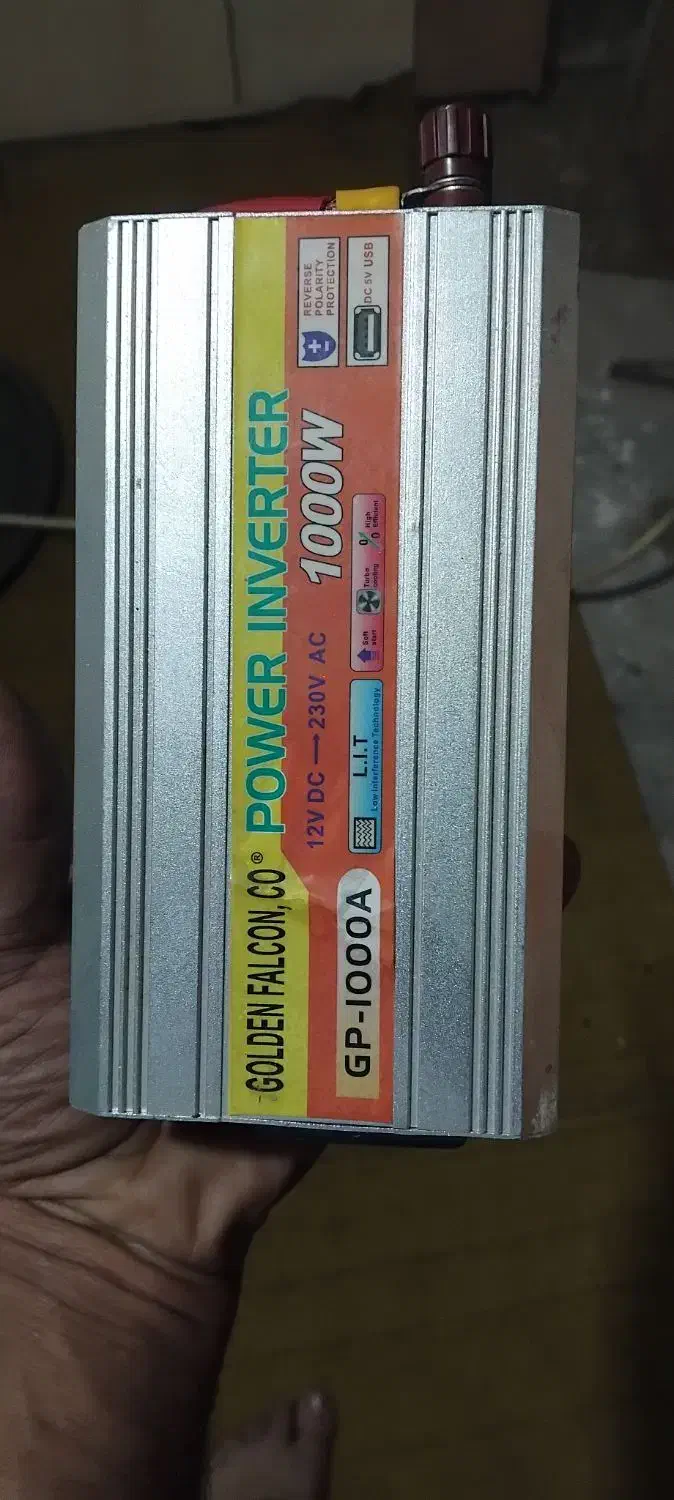 GOLDEN FALCON, CO ® POWER INVERTER
GP-1000A
12V DC → 230V AC
1000W
L.I.T
Low Interference Technology
Soft start
Turbo cooling
High Efficient
REVERSE
POLARITY
PROTECTION
DC 5V USB